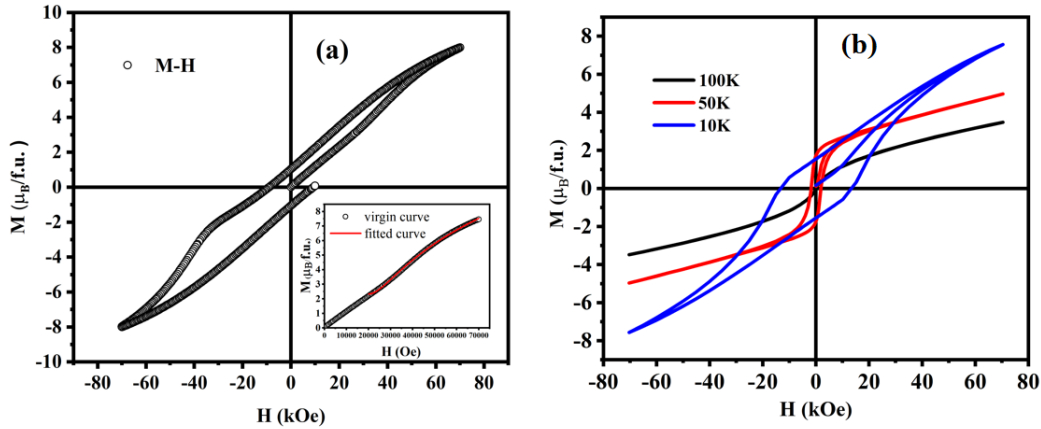 (a)
M-H
M (μB/f.u.)
10
8
6
4
2
0
-2
-4
-6
-8
-10
-80 -60 -40 -20 0 20 40 60 80
H (kOe)
virgin curve
fitted curve
M (μB/f.u.)
8
7
6
5
4
3
2
1
0
0 10000 20000 30000 40000 50000 60000 70000
H (Oe)
(b)
100K
50K
10K
M (μB/f.u.)
8
6
4
2
0
-2
-4
-6
-8
-80 -60 -40 -20 0 20 40 60 80
H (kOe)